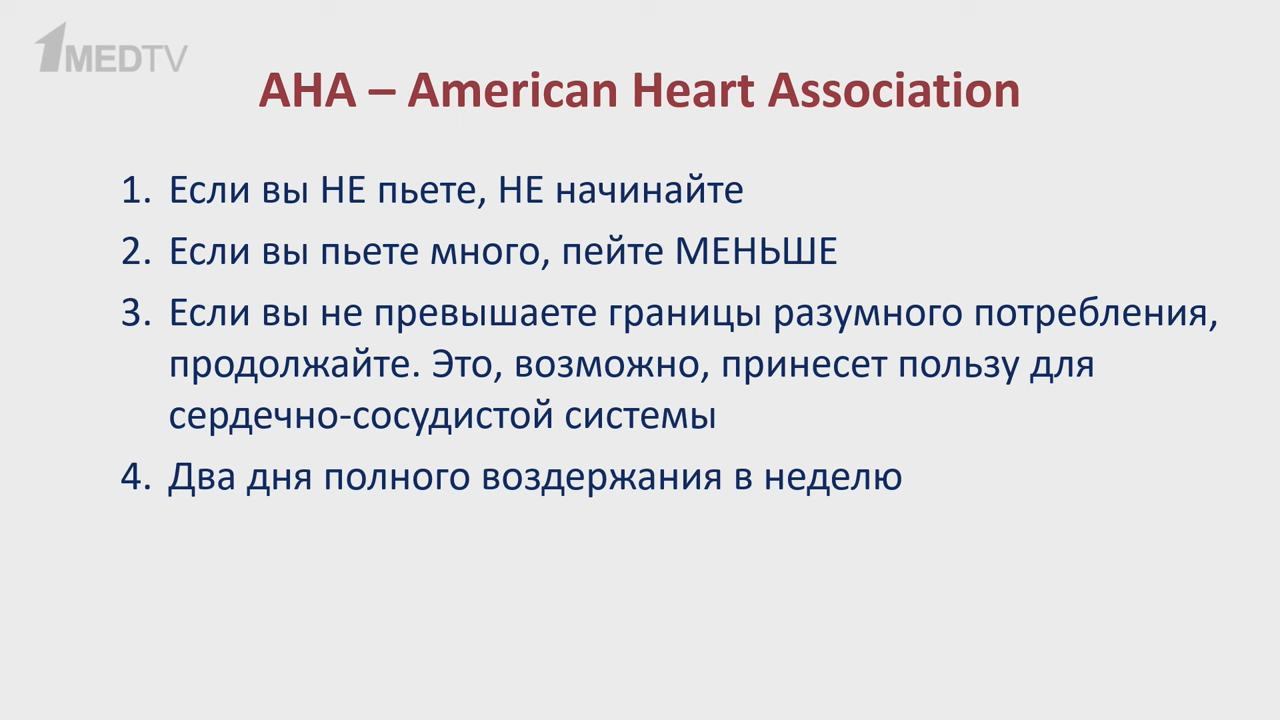 1MEDTV
AHA – American Heart Association
1. Если вы НЕ пьете, НЕ начинайте
2. Если вы пьете много, пейте МЕНЬШЕ
3. Если вы не превышаете границы разумного потребления,
продолжайте. Это, возможно, принесет пользу для
сердечно-сосудистой системы
4. Два дня полного воздержания в неделю